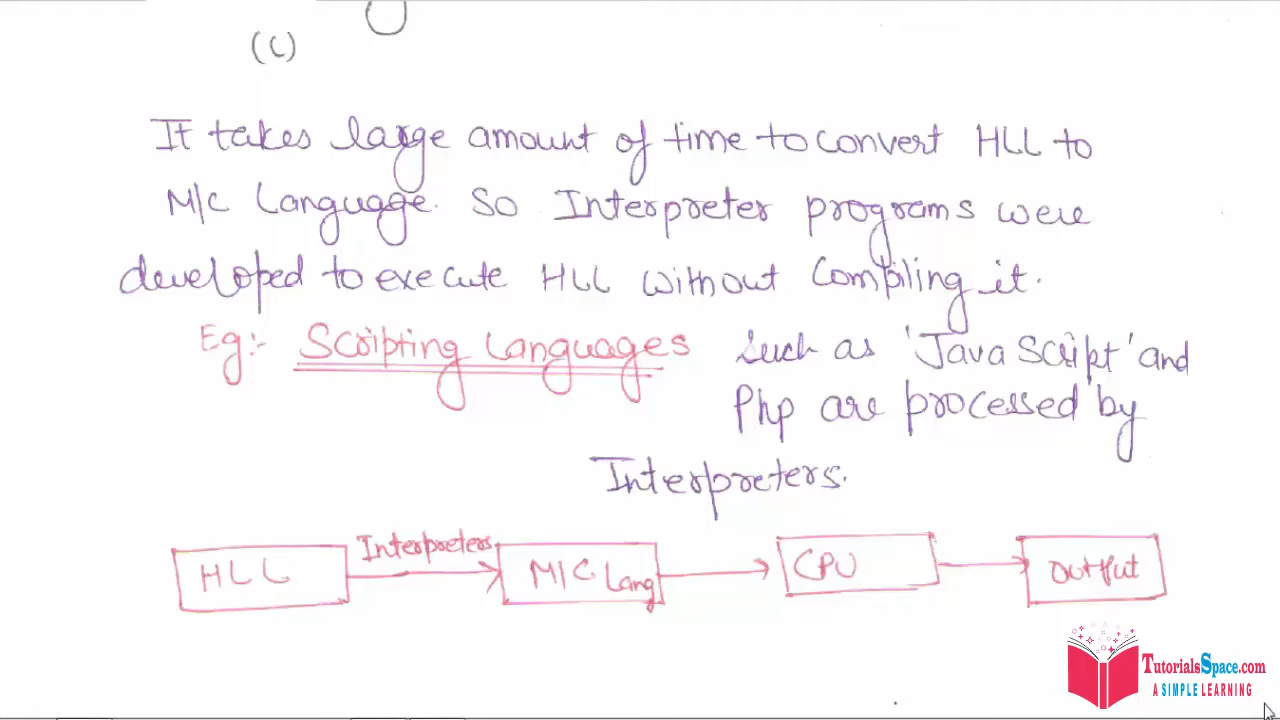 (C)
It takes large amount of time to convert HLL to
M/C Language. So Interpreter programs were
developed to execute HLL without Compiling it.
Eg:- Scripting Languages such as 'JavaScript' and
Php are processed by
Interpreters.
HLL Interpreters M/C Lang CPU output
TutorialsSpace.com
A SIMPLE LEARNING